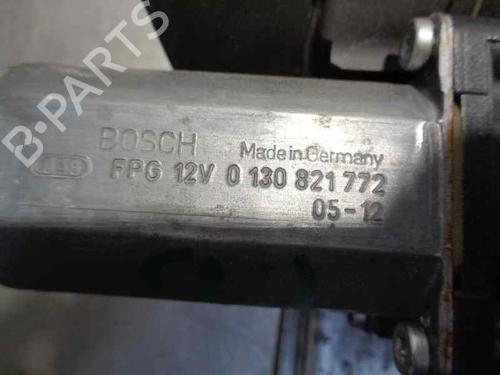 B-PARTS
BOSCH Made in Germany
FPG 12V 0 130 821 772
05-12